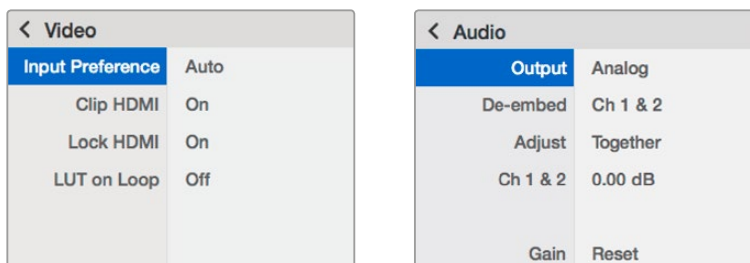 < Video
Input Preference Auto
Clip HDMI On
Lock HDMI On
LUT on Loop Off
< Audio
Output Analog
De-embed Ch 1 & 2
Adjust Together
Ch 1 & 2 0.00 dB
Gain Reset